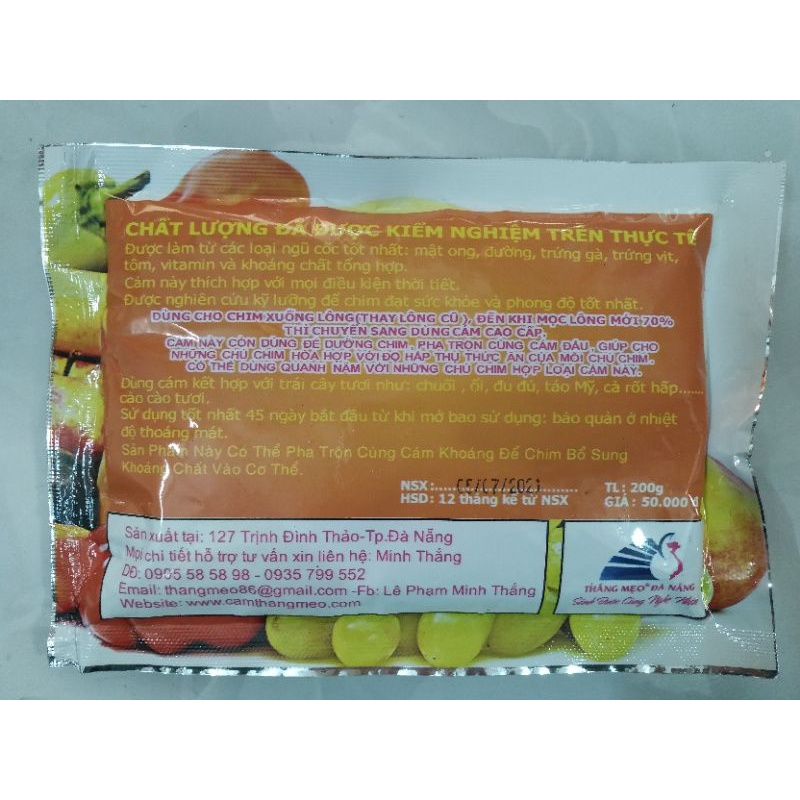 CHẤT LƯỢNG ĐÃ ĐƯỢC KIỂM NGHIỆM TRÊN THỰC TẾ
Được làm từ các loại ngũ cốc tốt nhất: mật ong, đường, trứng gà, trứng vịt,
tôm, vitamin và khoáng chất tổng hợp.
Cám này thích hợp với mọi điều kiện thời tiết.
Được nghiên cứu kỹ lưỡng để chim đạt sức khỏe và phong độ tốt nhất.
DÙNG CHO CHIM XUỐNG LÔNG(THAY LÔNG CŨ ), ĐẾN KHI MỌC LÔNG MỚI 70%
THÌ CHUYỂN SANG DÙNG CÁM CAO CẤP.
CÁM NÀY CÒN DÙNG ĐỂ DƯỠNG CHIM, PHA TRỘN CÙNG CÁM ĐẤU, GIÚP CHO
NHỮNG CHÚ CHIM HÒA HỢP VỚI ĐỘ HẤP THỤ THỨC ĂN CỦA MỖI CHÚ CHIM.
CÓ THỂ DÙNG QUANH NĂM VỚI NHỮNG CHÚ CHIM HỢP LOẠI CÁM NÀY.
Dùng cám kết hợp với trái cây tươi như: chuối , ổi, đu đủ, táo Mỹ, cà rốt hấp.......
cào cào tươi.
Sử dụng tốt nhất 45 ngày bắt đầu từ khi mở bao sử dụng: bảo quản ở nhiệt
độ thoáng mát.
Sản Phẩm Này Có Thể Pha Trộn Cùng Cám Khoáng Để Chim Bổ Sung
Khoáng Chất Vào Cơ Thể.
NSX :.....05/07/2021........ TL : 200g
HSD: 12 tháng kể từ NSX GIÁ : 50.000 đ
Sản xuất tại: 127 Trịnh Đình Thảo-Tp.Đà Nẵng
Mọi chi tiết hỗ trợ tư vấn xin liên hệ: Minh Thắng
DĐ: 0905 58 58 98 - 0935 799 552
Email: thangmeo86@gmail.com -Fb: Lê Phạm Minh Thắng
Website: www.camthangmeo.com
THẮNG MẸO ® ĐÀ NẴNG